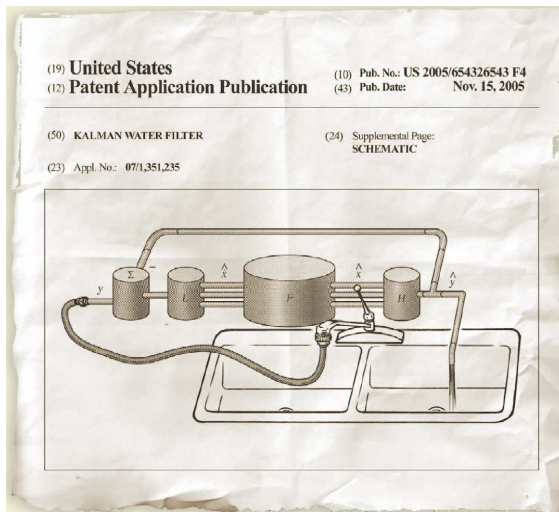 (19) United States
(12) Patent Application Publication
(10) Pub. No.: US 2005/654326543 F4
(43) Pub. Date: Nov. 15, 2005
(50) KALMAN WATER FILTER
(23) Appl. No.: 07/1,351,235
(24) Supplemental Page:
SCHEMATIC
y Σ − L x̂ F x̂ H ŷ